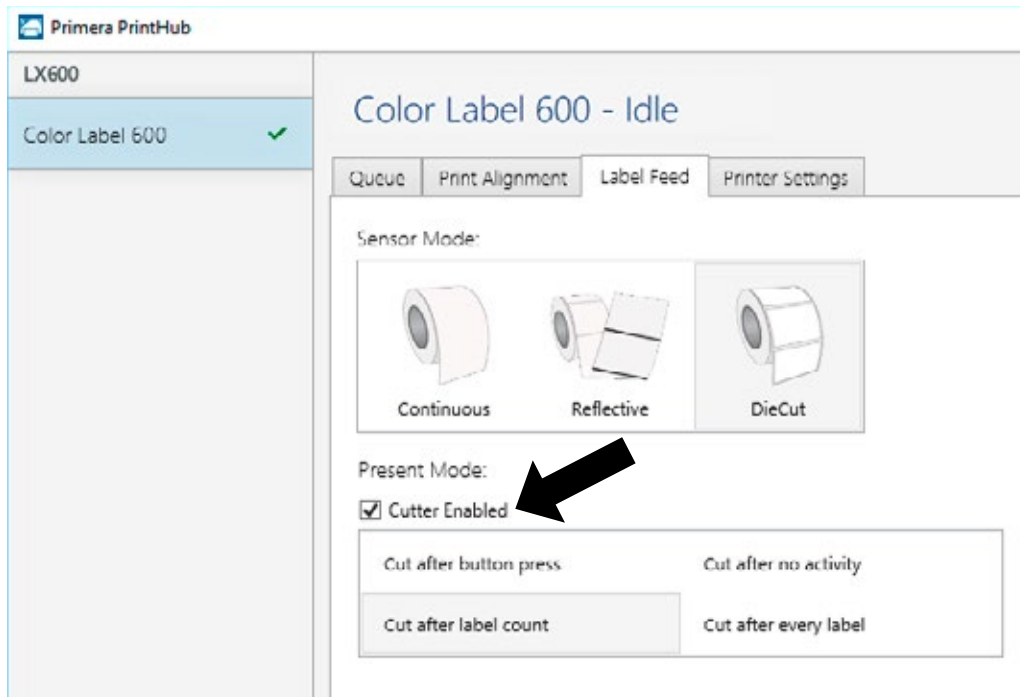 Primera PrintHub
LX600
Color Label 600
Color Label 600 - Idle
Queue Print Alignment Label Feed Printer Settings
Sensor Mode:
Continuous Reflective DieCut
Present Mode:
Cutter Enabled
Cut after button press Cut after no activity
Cut after label count Cut after every label